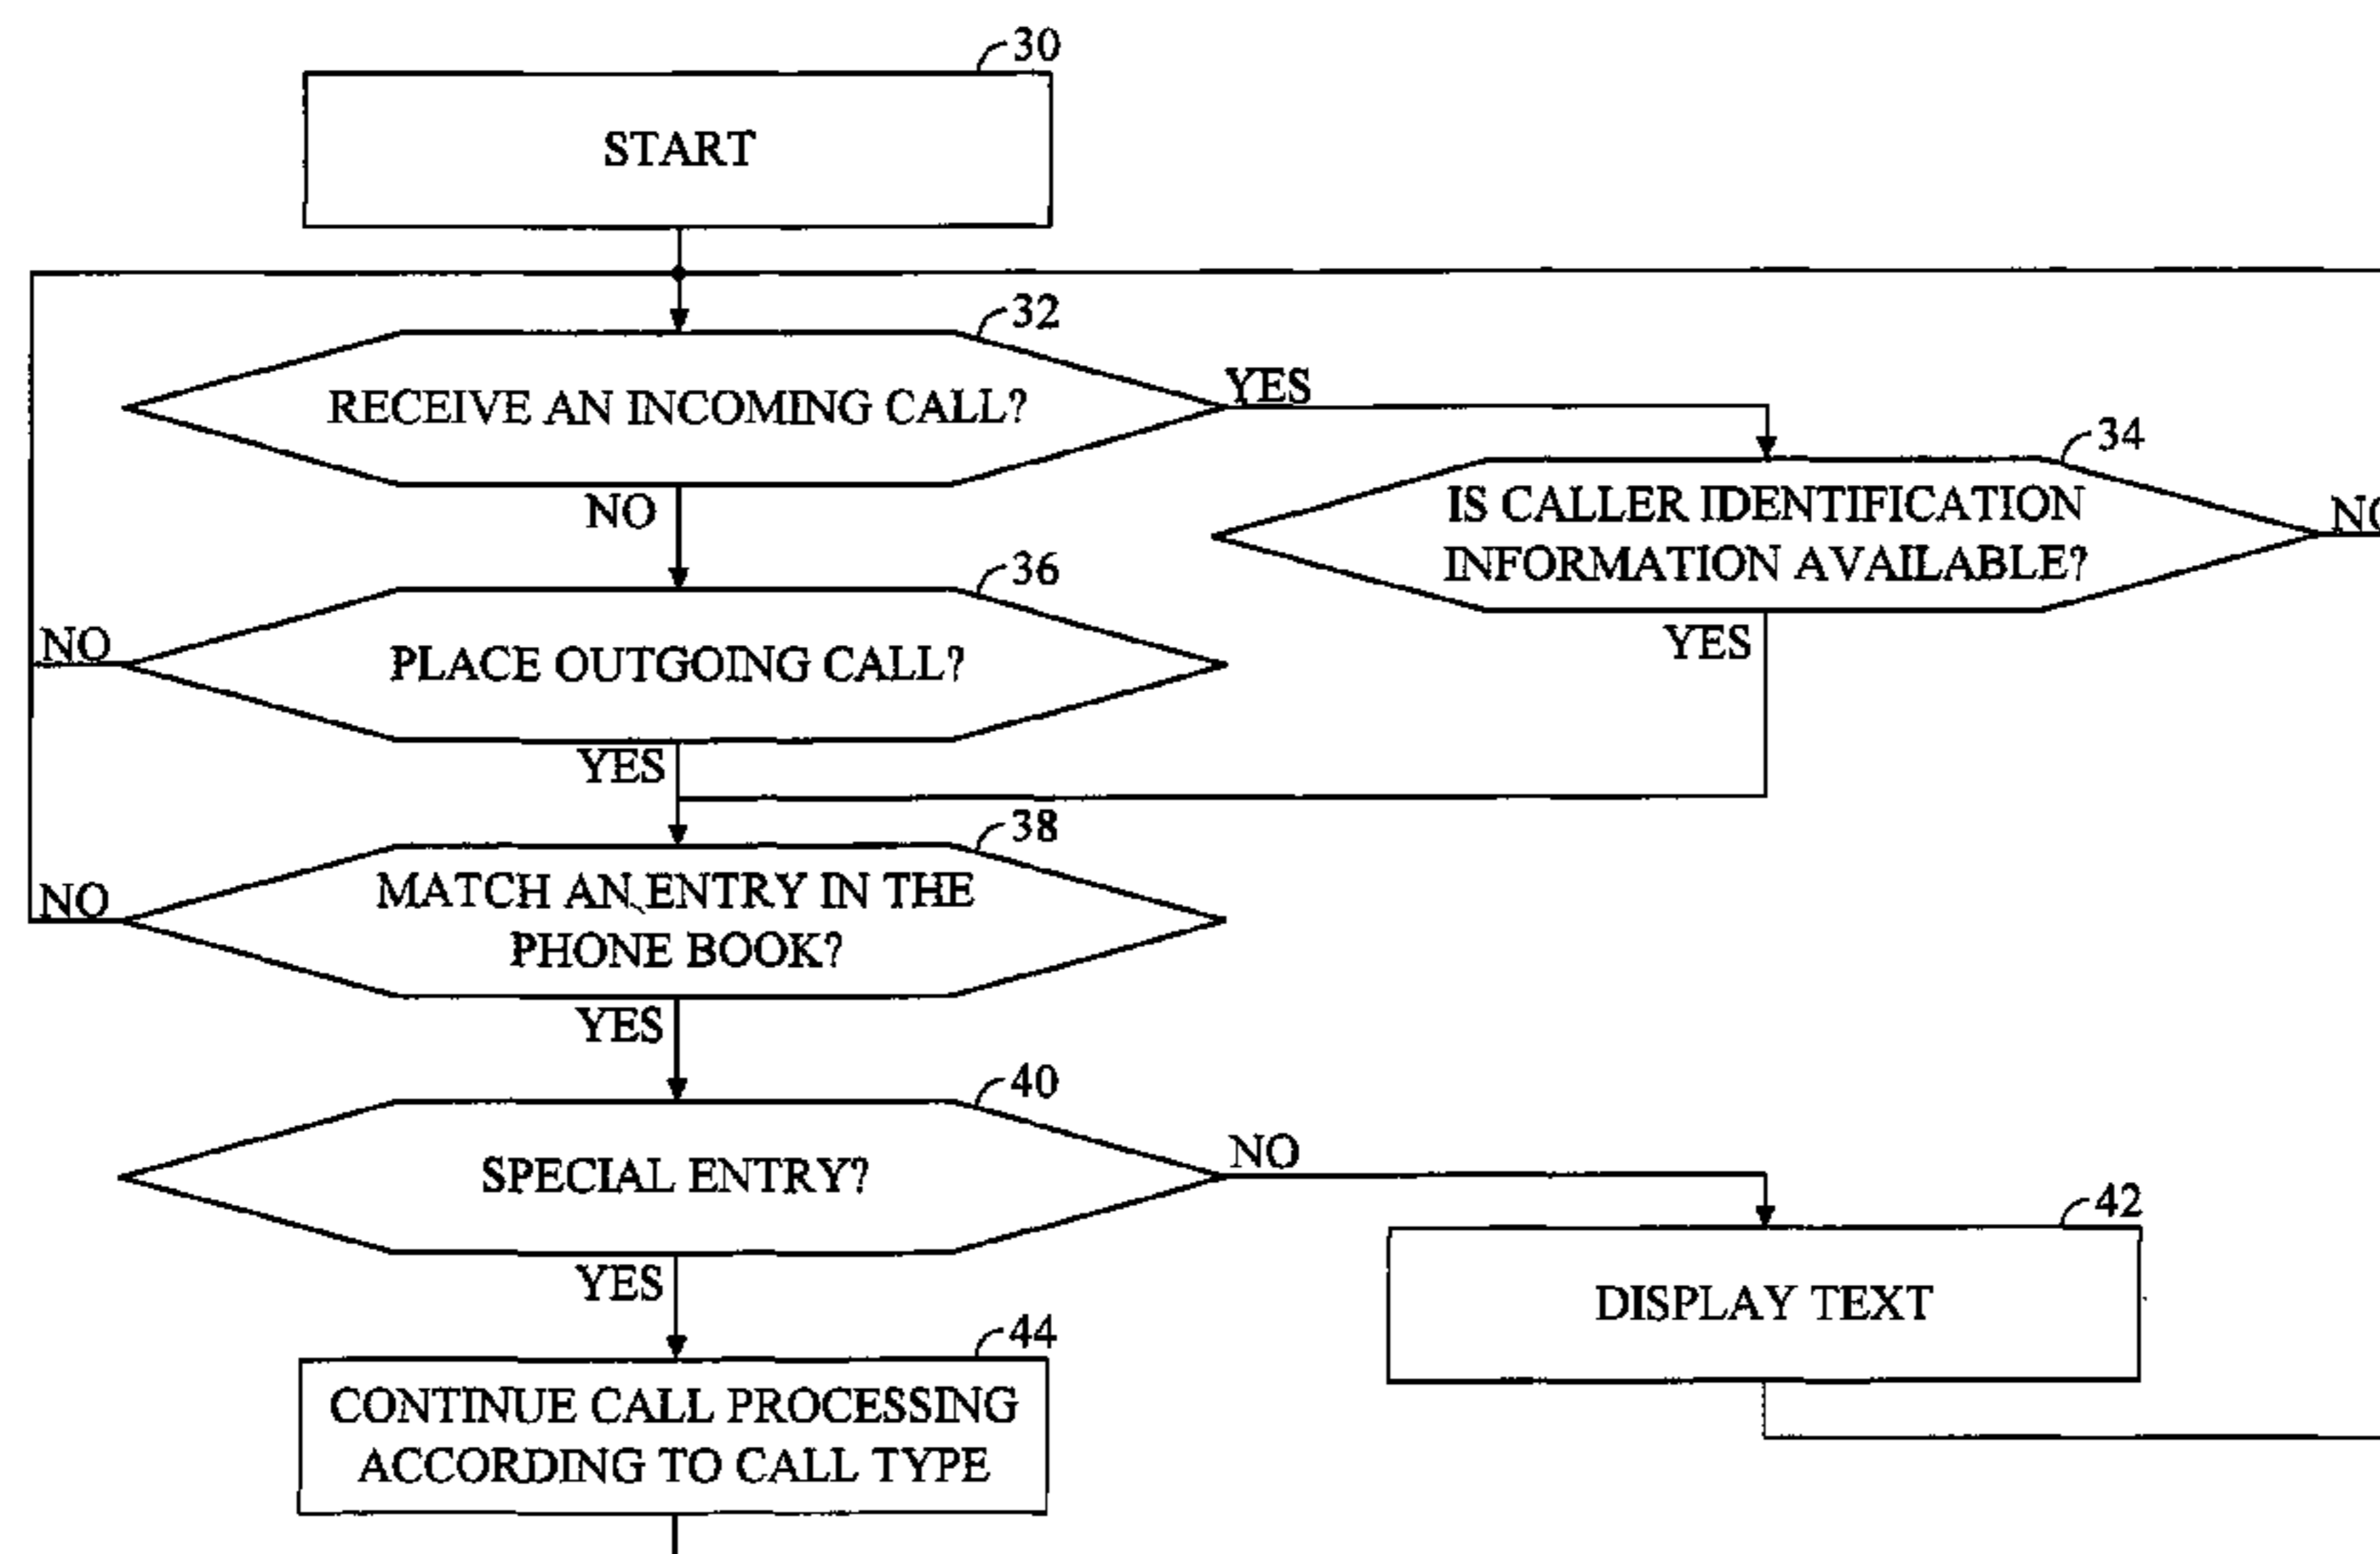 30
START
32
RECEIVE AN INCOMING CALL?
YES
34
IS CALLER IDENTIFICATION
INFORMATION AVAILABLE?
NO
YES
NO
36
PLACE OUTGOING CALL?
NO
YES
38
MATCH AN ENTRY IN THE
PHONE BOOK?
NO
YES
40
SPECIAL ENTRY?
NO
42
DISPLAY TEXT
YES
44
CONTINUE CALL PROCESSING
ACCORDING TO CALL TYPE